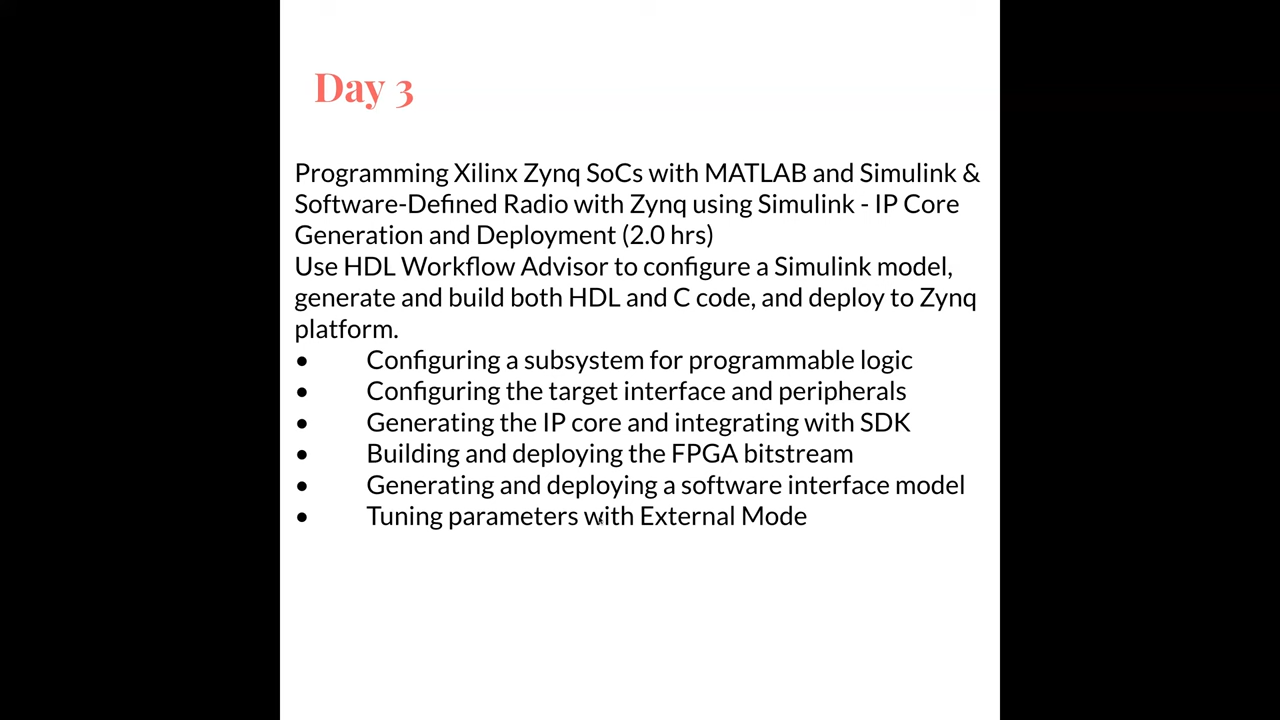 Day 3
Programming Xilinx Zynq SoCs with MATLAB and Simulink &
Software-Defined Radio with Zynq using Simulink - IP Core
Generation and Deployment (2.0 hrs)
Use HDL Workflow Advisor to configure a Simulink model,
generate and build both HDL and C code, and deploy to Zynq
platform.
• Configuring a subsystem for programmable logic
• Configuring the target interface and peripherals
• Generating the IP core and integrating with SDK
• Building and deploying the FPGA bitstream
• Generating and deploying a software interface model
• Tuning parameters with External Mode